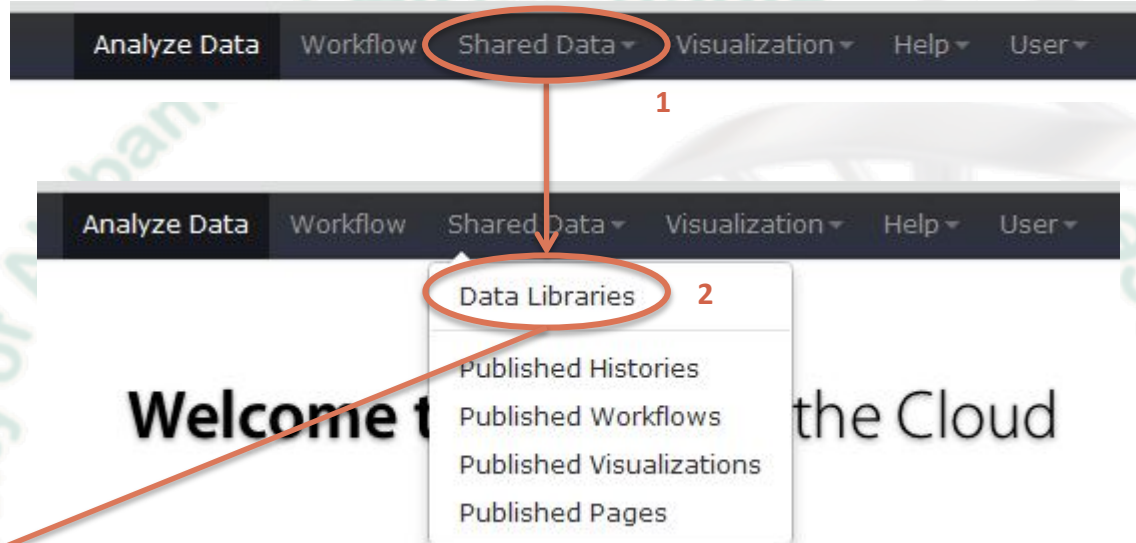 Analyze Data Workflow Shared Data Visualization Help User
1
Analyze Data Workflow Shared Data Visualization Help User
Data Libraries 2
Published Histories
Welcome t the Cloud
Published Workflows
Published Visualizations
Published Pages